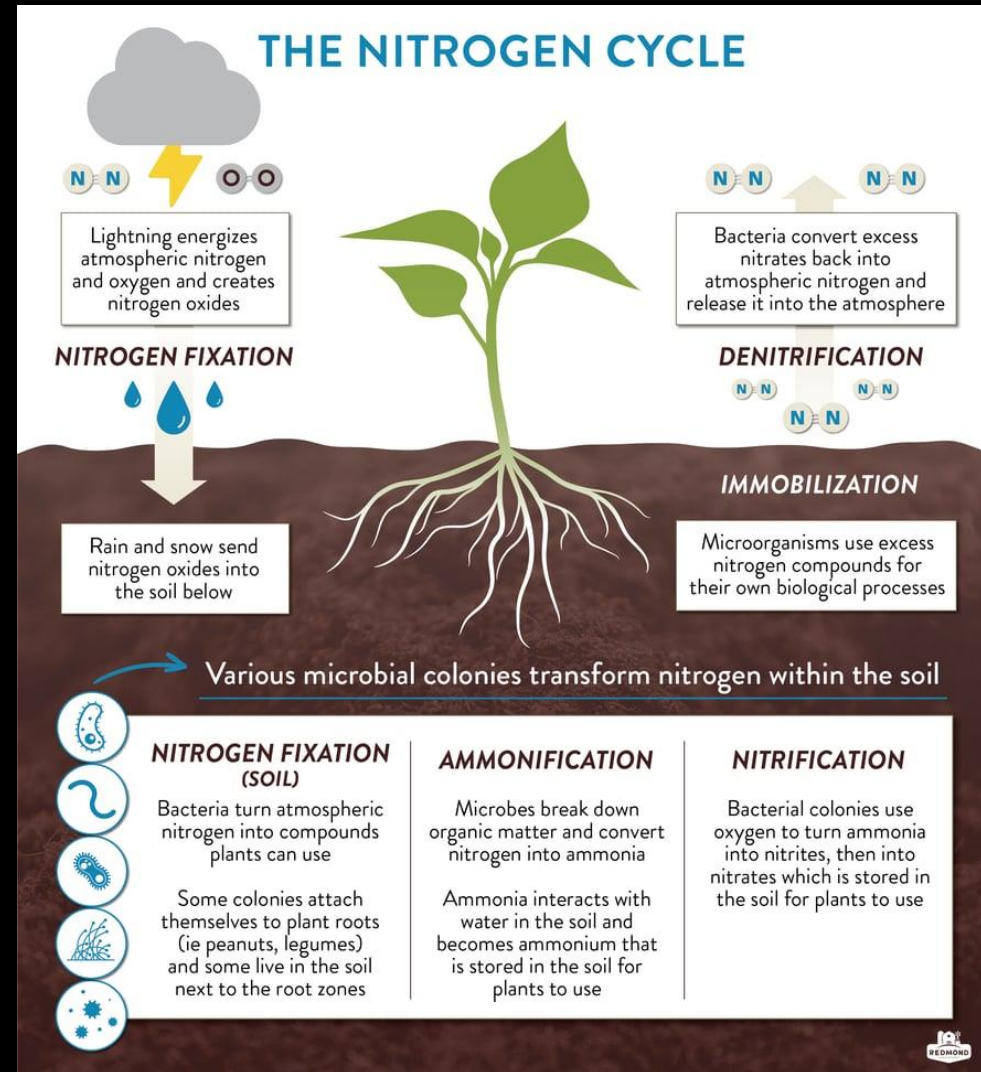 THE NITROGEN CYCLE
N N
O O
Lightning energizes
atmospheric nitrogen
and oxygen and creates
nitrogen oxides
NITROGEN FIXATION
Rain and snow send
nitrogen oxides into
the soil below
N N
N N
Bacteria convert excess
nitrates back into
atmospheric nitrogen and
release it into the atmosphere
DENITRIFICATION
N N
N N
N N
IMMOBILIZATION
Microorganisms use excess
nitrogen compounds for
their own biological processes
Various microbial colonies transform nitrogen within the soil
NITROGEN FIXATION
(SOIL)
Bacteria turn atmospheric
nitrogen into compounds
plants can use
Some colonies attach
themselves to plant roots
(ie peanuts, legumes)
and some live in the soil
next to the root zones
AMMONIFICATION
Microbes break down
organic matter and convert
nitrogen into ammonia
Ammonia interacts with
water in the soil and
becomes ammonium that
is stored in the soil for
plants to use
NITRIFICATION
Bacterial colonies use
oxygen to turn ammonia
into nitrites, then into
nitrates which is stored in
the soil for plants to use
REDMOND